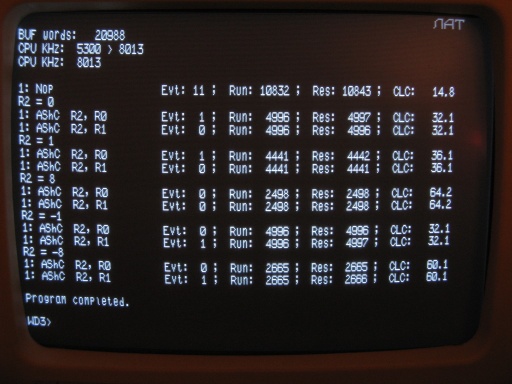 ЛАТ
BUF words: 20988
CPU KHz: 5300 > 8013
CPU KHz: 8013
1: NoP Evt: 11 ; Run: 10832 ; Res: 10843 ; CLC: 14.8
R2 = 0
1: AShC R2, R0 Evt: 1 ; Run: 4996 ; Res: 4997 ; CLC: 32.1
1: AShC R2, R1 Evt: 0 ; Run: 4996 ; Res: 4996 ; CLC: 32.1
R2 = 1
1: AShC R2, R0 Evt: 1 ; Run: 4441 ; Res: 4442 ; CLC: 36.1
1: AShC R2, R1 Evt: 0 ; Run: 4441 ; Res: 4441 ; CLC: 36.1
R2 = 8
1: AShC R2, R0 Evt: 0 ; Run: 2498 ; Res: 2498 ; CLC: 64.2
1: AShC R2, R1 Evt: 0 ; Run: 2498 ; Res: 2498 ; CLC: 64.2
R2 = -1
1: AShC R2, R0 Evt: 0 ; Run: 4996 ; Res: 4996 ; CLC: 32.1
1: AShC R2, R1 Evt: 1 ; Run: 4996 ; Res: 4997 ; CLC: 32.1
R2 = -8
1: AShC R2, R0 Evt: 0 ; Run: 2665 ; Res: 2665 ; CLC: 60.1
1: AShC R2, R1 Evt: 1 ; Run: 2665 ; Res: 2666 ; CLC: 60.1
Program completed.
WD3>